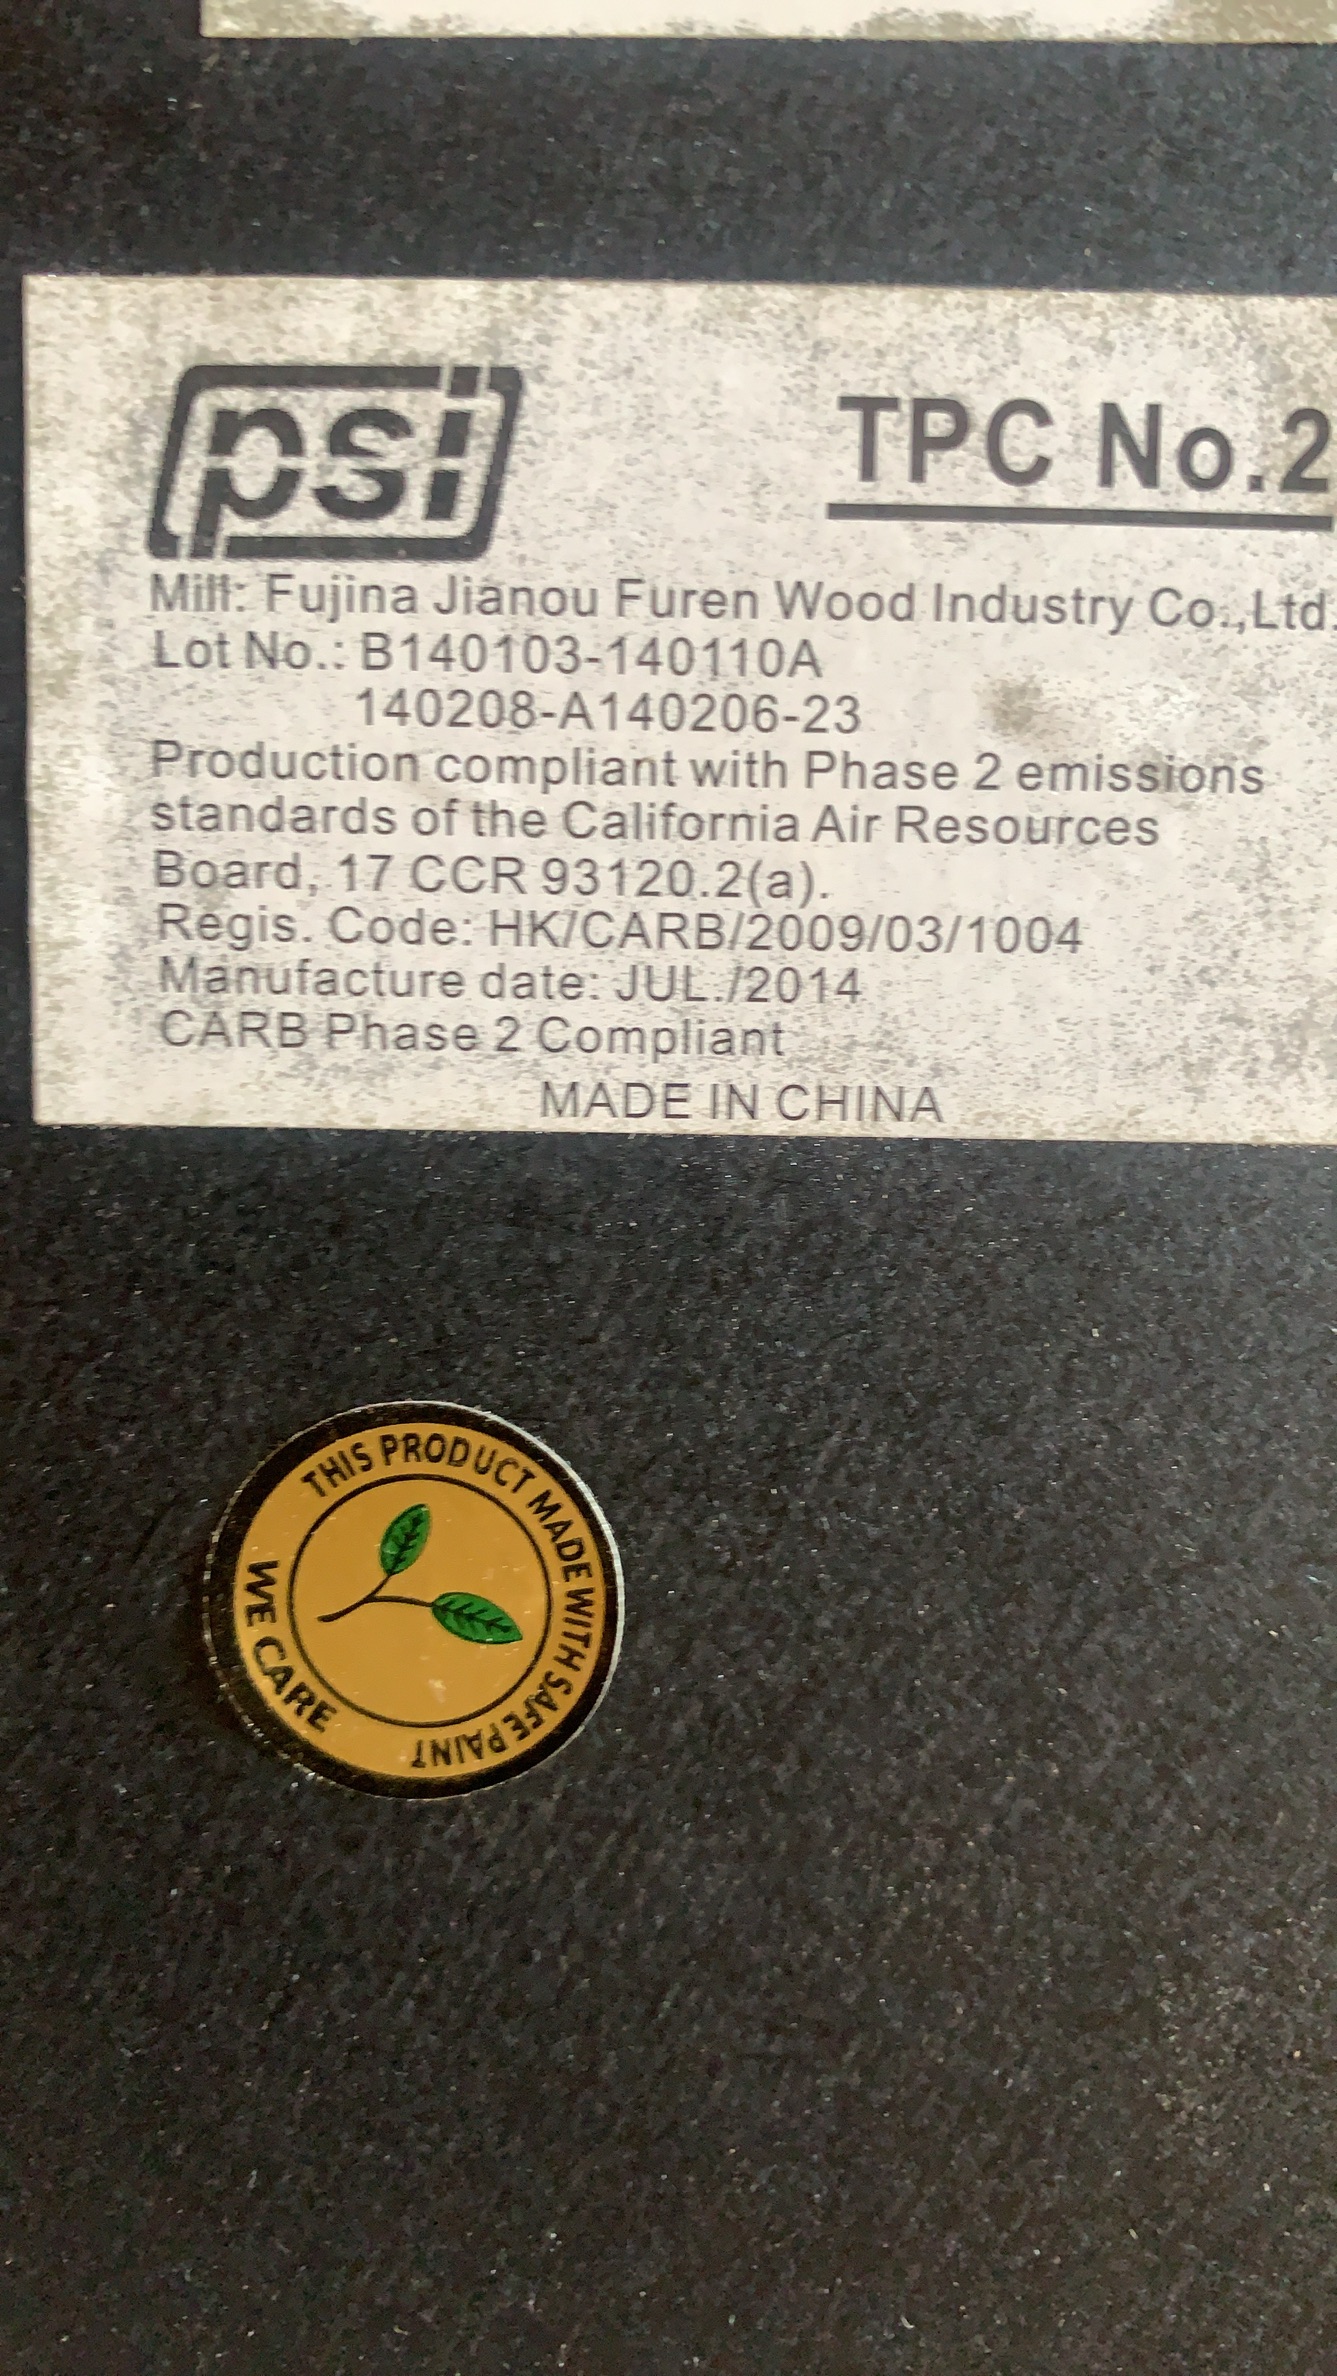 psi
TPC No.2
Mill: Fujina Jianou Furen Wood Industry Co.,Ltd.
Lot No.: B140103-140110A
140208-A140206-23
Production compliant with Phase 2 emissions
standards of the California Air Resources
Board, 17 CCR 93120.2(a).
Regis. Code: HK/CARB/2009/03/1004
Manufacture date: JUL./2014
CARB Phase 2 Compliant
MADE IN CHINA
THIS PRODUCT MADE WITH SAFE PAINT
WE CARE